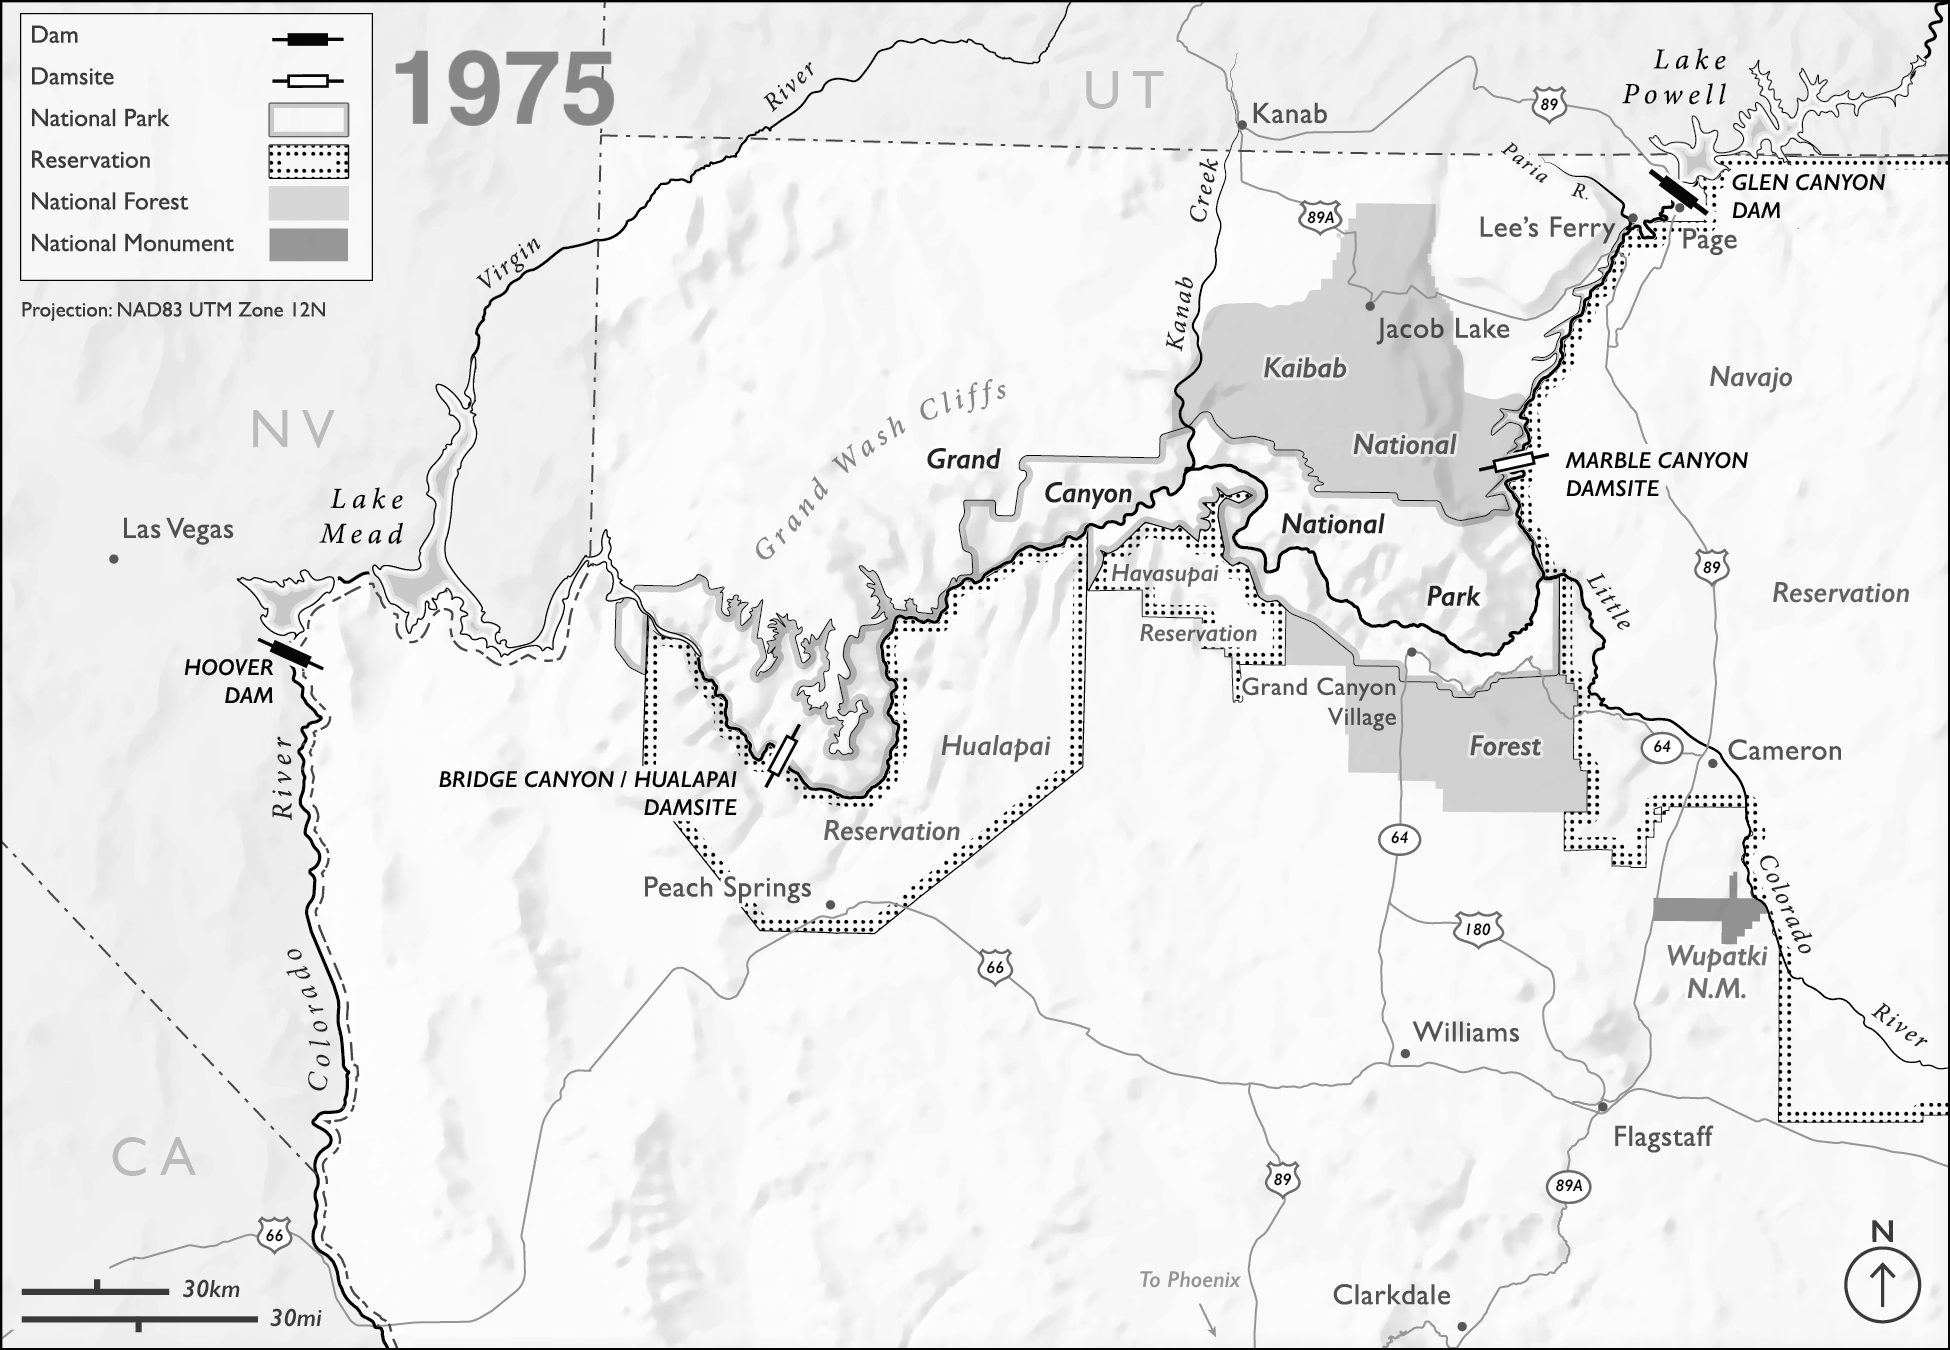 Dam
Damsite
National Park
Reservation
National Forest
National Monument
Projection: NAD83 UTM Zone 12N
1975
UT
NV
CA
River
Virgin
Kanab
Lake
Powell
89
Paria R.
GLEN CANYON
DAM
Page
Lee's Ferry
89A
Kanab Creek
Jacob Lake
Kaibab
National
Navajo
Grand Wash Cliffs
Grand
Canyon
National
Park
MARBLE CANYON
DAMSITE
Lake
Mead
Las Vegas
Havasupai
Reservation
Little
89
Reservation
HOOVER
DAM
Grand Canyon
Village
Hualapai
Reservation
BRIDGE CANYON / HUALAPAI
DAMSITE
Forest
64
Cameron
River
Peach Springs
64
Colorado
180
Wupatki
N.M.
66
River
Colorado
Williams
Flagstaff
89
89A
66
To Phoenix
Clarkdale
30km
30mi
N